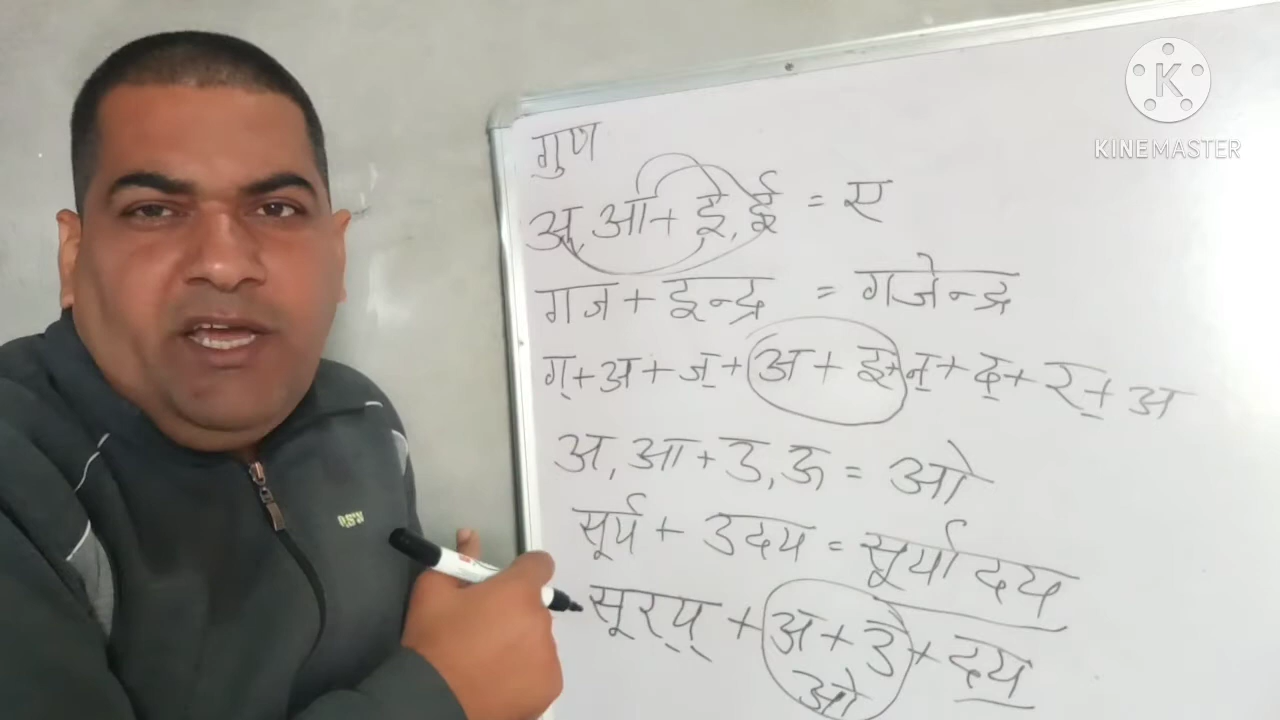 गुण
अ, आ + इ, ई = ए
गज + इन्द्र = गजेन्द्र
ग् + अ + ज् + अ + इ + न् + द् + र् + अ
अ, आ + उ, ऊ = ओ
सूर्य + उदय = सूर्योदय
सूर्य् + अ + उ + दय
ओ
K
KINEMASTER